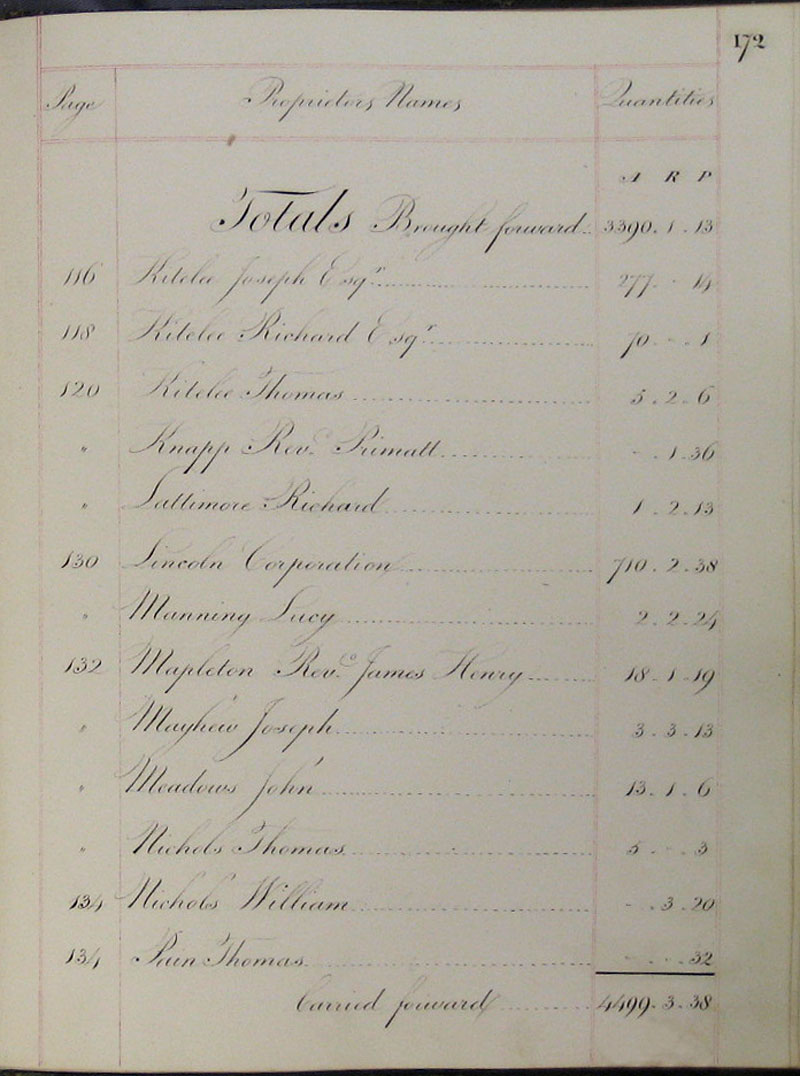 172
Page Proprietors Names Quantities
A R P
Totals Brought forward 3390 . 1 . 13
116 Kitelee Joseph Esqr 277 . - 14
118 Kitelee Richard Esqr 70 . - . 1
120 Kitelee Thomas 5 . 2 . 6
" Knapp Revd. Primatt - . 1 . 36
" Lattimore Richard 1 . 2 . 13
130 Lincoln Corporation 710 . 2 . 38
" Manning Lucy 2 . 2 . 24
132 Mapleton Revd. James Henry 18 . 1 . 19
" Mayhew Joseph 3 . 3 . 13
" Meadows John 13 . 1 . 6
" Nichols Thomas 5 . - . 3
134 Nichols William - . 3 . 20
134 Pain Thomas - . - . 32
Carried forward 4499 . 3 . 38